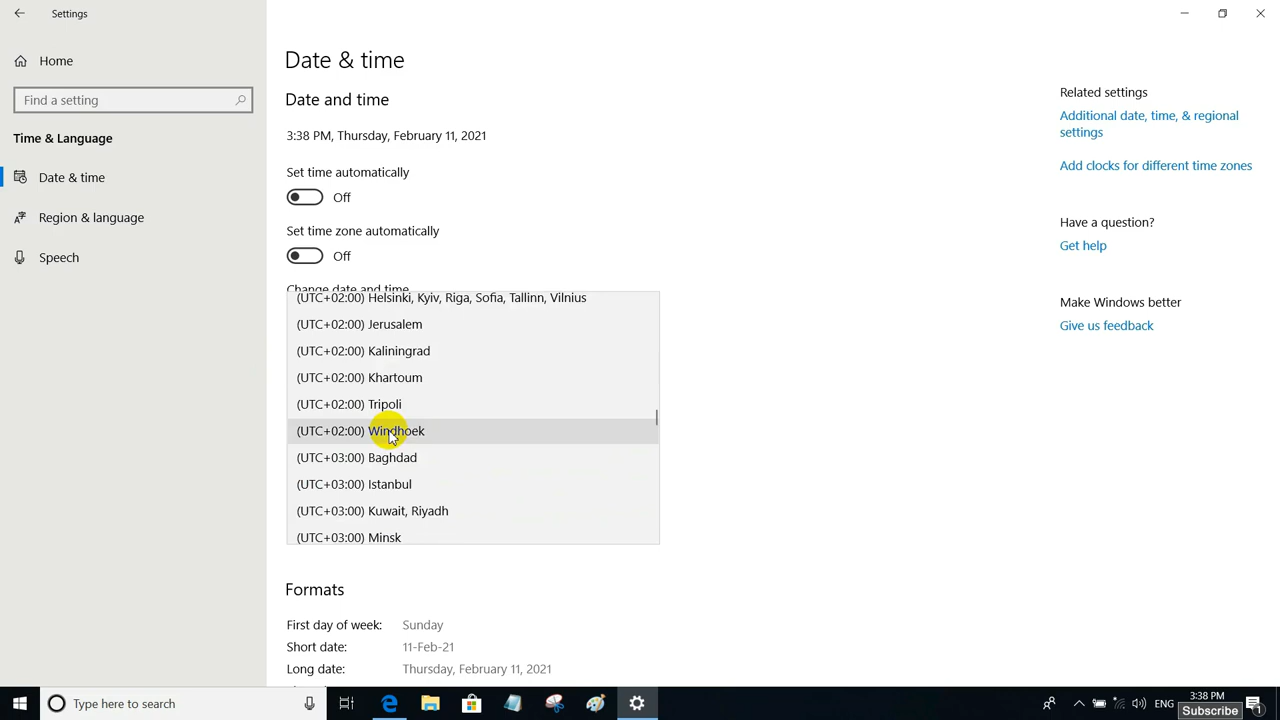 Settings
Home
Find a setting
Time & Language
Date & time
Region & language
Speech
Date & time
Date and time
3:38 PM, Thursday, February 11, 2021
Set time automatically
Off
Set time zone automatically
Off
Change date and time
(UTC+02:00) Helsinki, Kyiv, Riga, Sofia, Tallinn, Vilnius
(UTC+02:00) Jerusalem
(UTC+02:00) Kaliningrad
(UTC+02:00) Khartoum
(UTC+02:00) Tripoli
(UTC+02:00) Windhoek
(UTC+03:00) Baghdad
(UTC+03:00) Istanbul
(UTC+03:00) Kuwait, Riyadh
(UTC+03:00) Minsk
Formats
First day of week: Sunday
Short date: 11-Feb-21
Long date: Thursday, February 11, 2021
Related settings
Additional date, time, & regional
settings
Add clocks for different time zones
Have a question?
Get help
Make Windows better
Give us feedback
Type here to search
ENG
3:38 PM
Subscribe
1